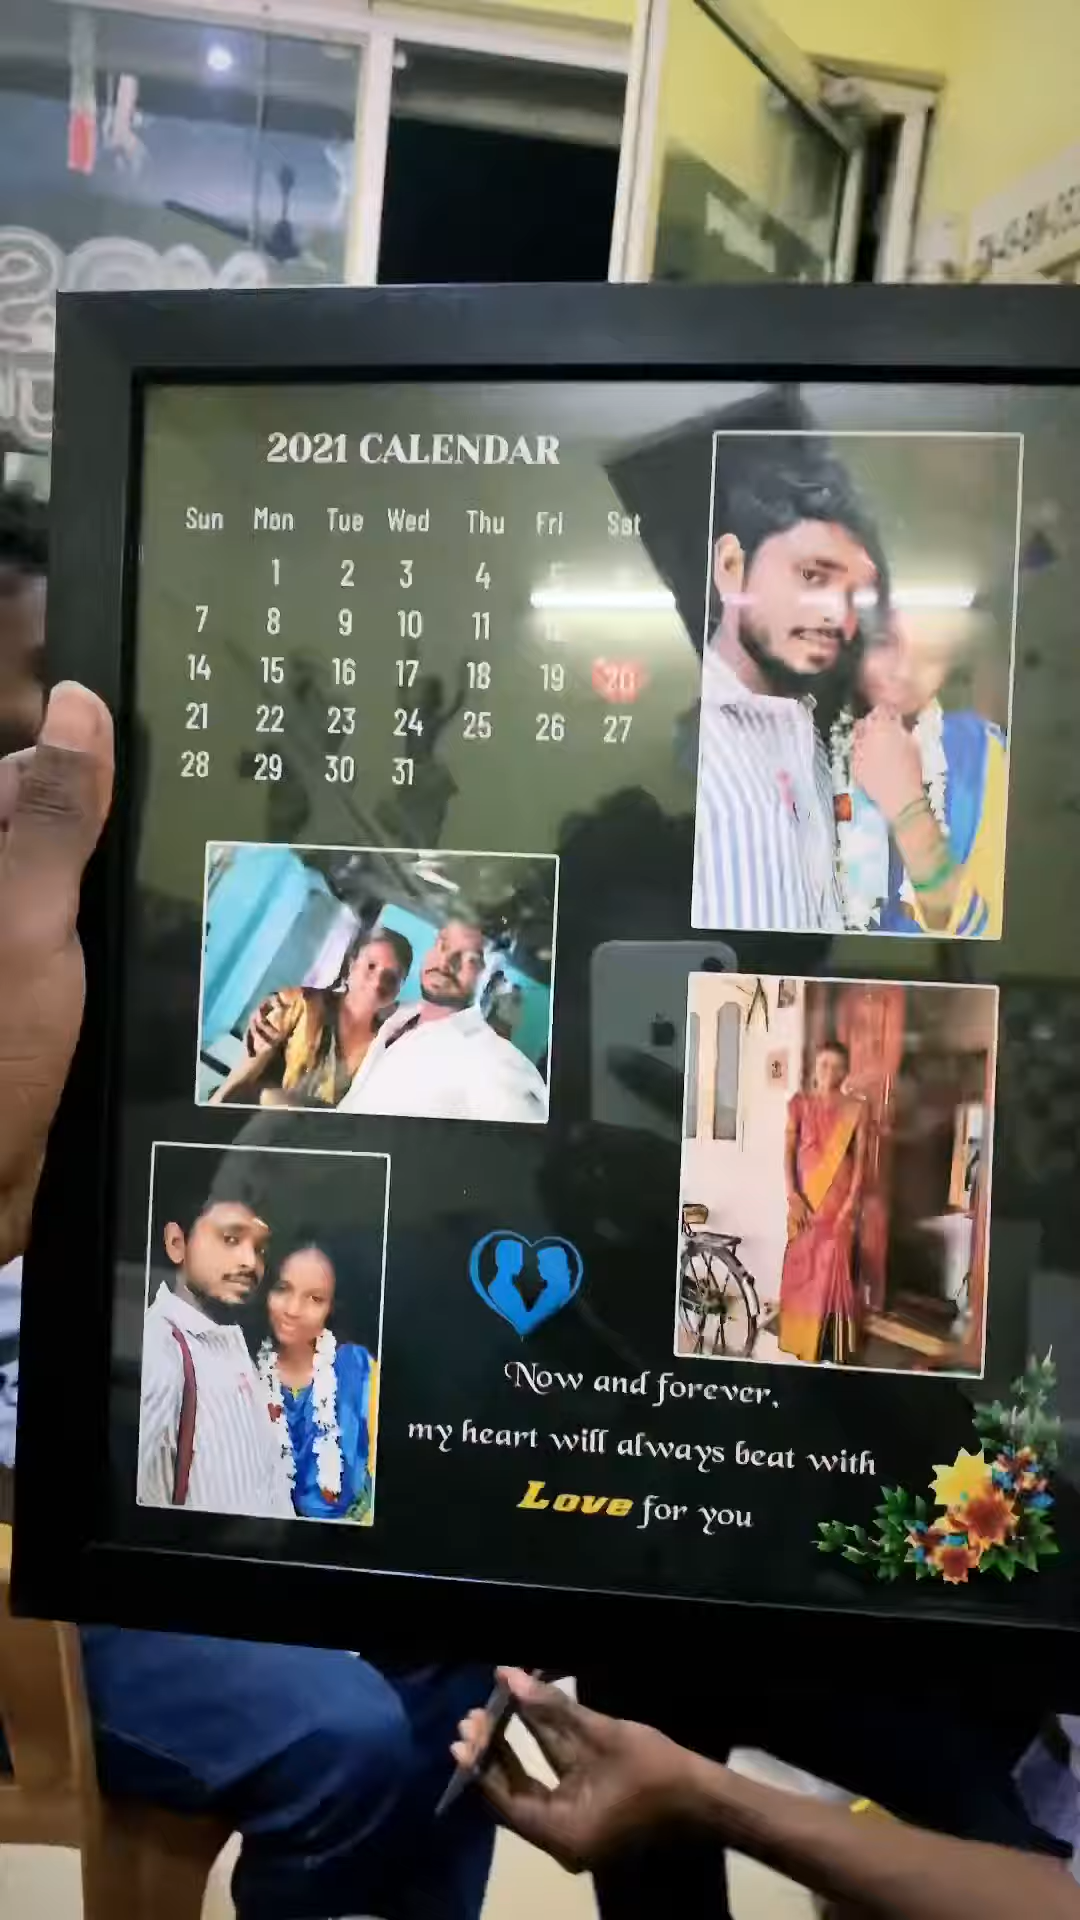 2021 CALENDAR
Sun Mon Tue Wed Thu Fri Sat
1 2 3 4 5
7 8 9 10 11 12
14 15 16 17 18 19 20
21 22 23 24 25 26 27
28 29 30 31
Now and forever,
my heart will always beat with
Love for you